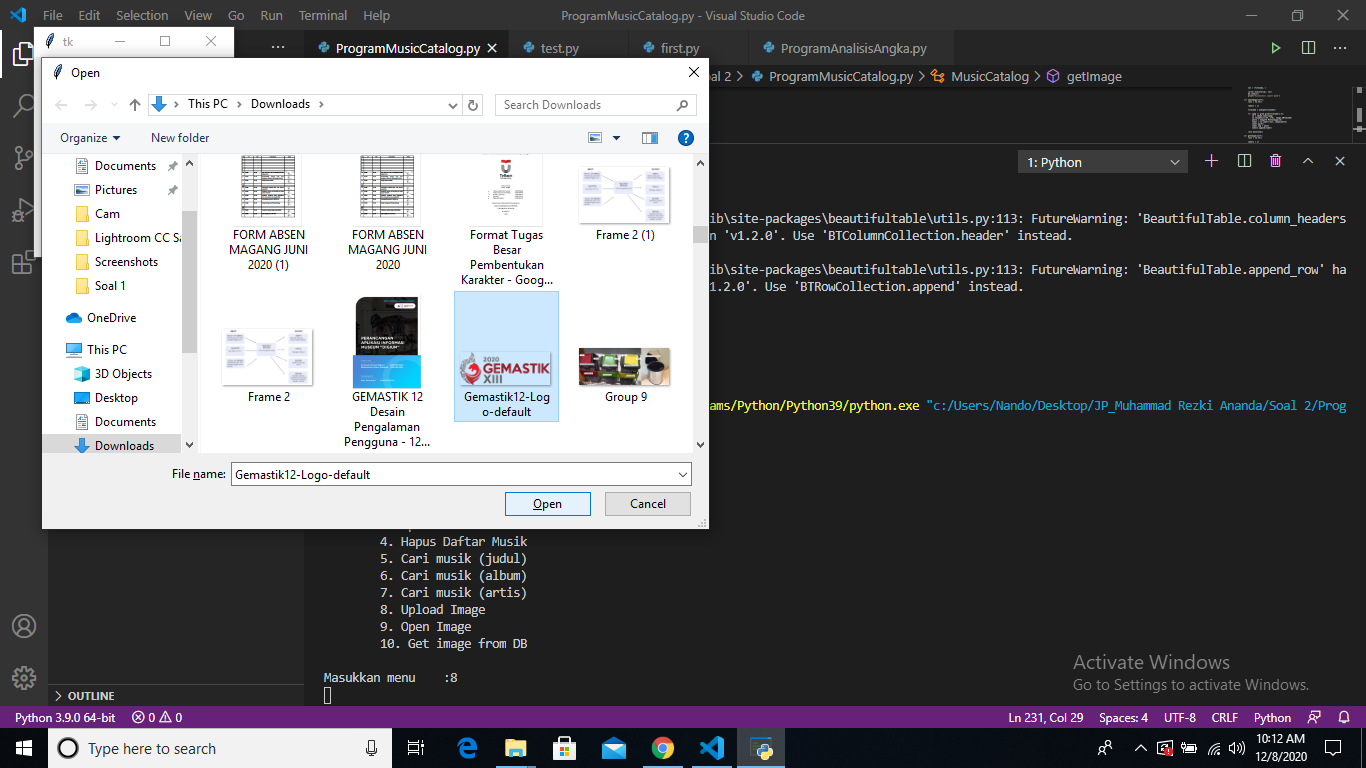 File Edit Selection View Go Run Terminal Help
ProgramMusicCatalog.py - Visual Studio Code
tk
ProgramMusicCatalog.py
test.py
first.py
ProgramAnalisisAngka.py
oal 2 > ProgramMusicCatalog.py > MusicCatalog > getImage
Open
This PC > Downloads >
Search Downloads
Organize
New folder
Documents
Pictures
Cam
Lightroom CC Sa
Screenshots
Soal 1
OneDrive
This PC
3D Objects
Desktop
Documents
Downloads
FORM ABSEN
MAGANG JUNI
2020 (1)
FORM ABSEN
MAGANG JUNI
2020
Format Tugas
Besar
Pembentukan
Karakter - Goog...
Frame 2 (1)
Frame 2
PERANCANGAN
APLIKASI INFORMASI
MUSEUM "DIGIUM"
GEMASTIK 12
Desain
Pengalaman
Pengguna - 12...
2020
GEMASTIK
XIII
Gemastik12-Log
o-default
Group 9
File name:
Gemastik12-Logo-default
Open
Cancel
1: Python
ib\site-packages\beautifultable\utils.py:113: FutureWarning: 'BeautifulTable.column_headers
n 'v1.2.0'. Use 'BTColumnCollection.header' instead.
ib\site-packages\beautifultable\utils.py:113: FutureWarning: 'BeautifulTable.append_row' ha
1.2.0'. Use 'BTRowCollection.append' instead.
ams/Python/Python39/python.exe "c:/Users/Nando/Desktop/JP_Muhammad Rezki Ananda/Soal 2/Prog
4. Hapus Daftar Musik
5. Cari musik (judul)
6. Cari musik (album)
7. Cari musik (artis)
8. Upload Image
9. Open Image
10. Get image from DB
Masukkan menu :8
OUTLINE
Activate Windows
Go to Settings to activate Windows.
Python 3.9.0 64-bit
0 0
Ln 231, Col 29
Spaces: 4
UTF-8
CRLF
Python
Type here to search
10:12 AM
12/8/2020